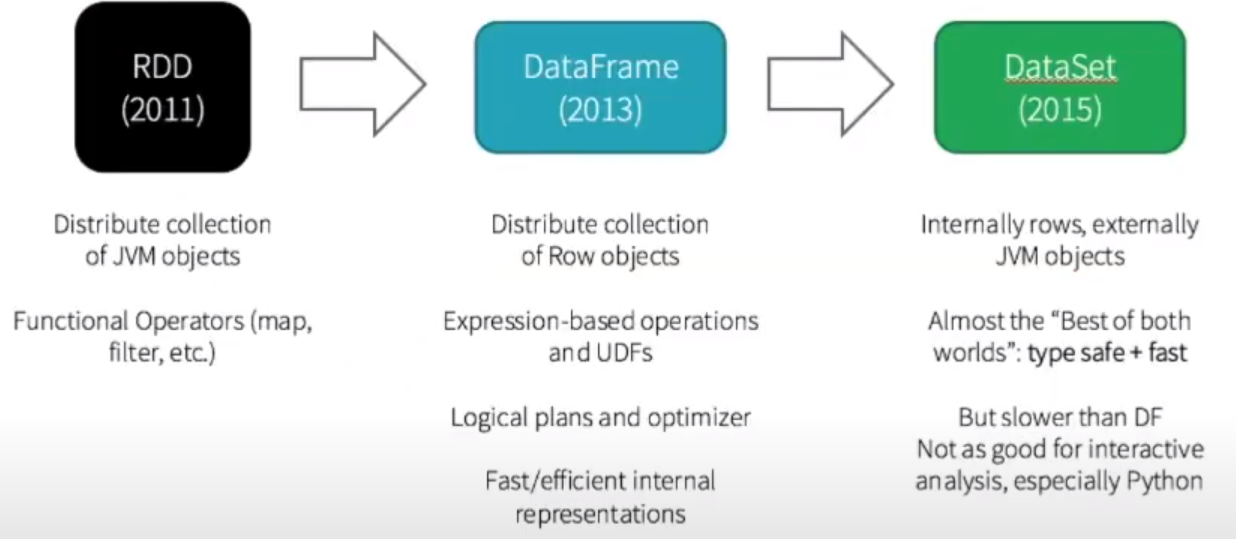 RDD
(2011)
Distribute collection
of JVM objects
Functional Operators (map,
filter, etc.)
DataFrame
(2013)
Distribute collection
of Row objects
Expression-based operations
and UDFs
Logical plans and optimizer
Fast/efficient internal
representations
DataSet
(2015)
Internally rows, externally
JVM objects
Almost the “Best of both
worlds”: type safe + fast
But slower than DF
Not as good for interactive
analysis, especially Python